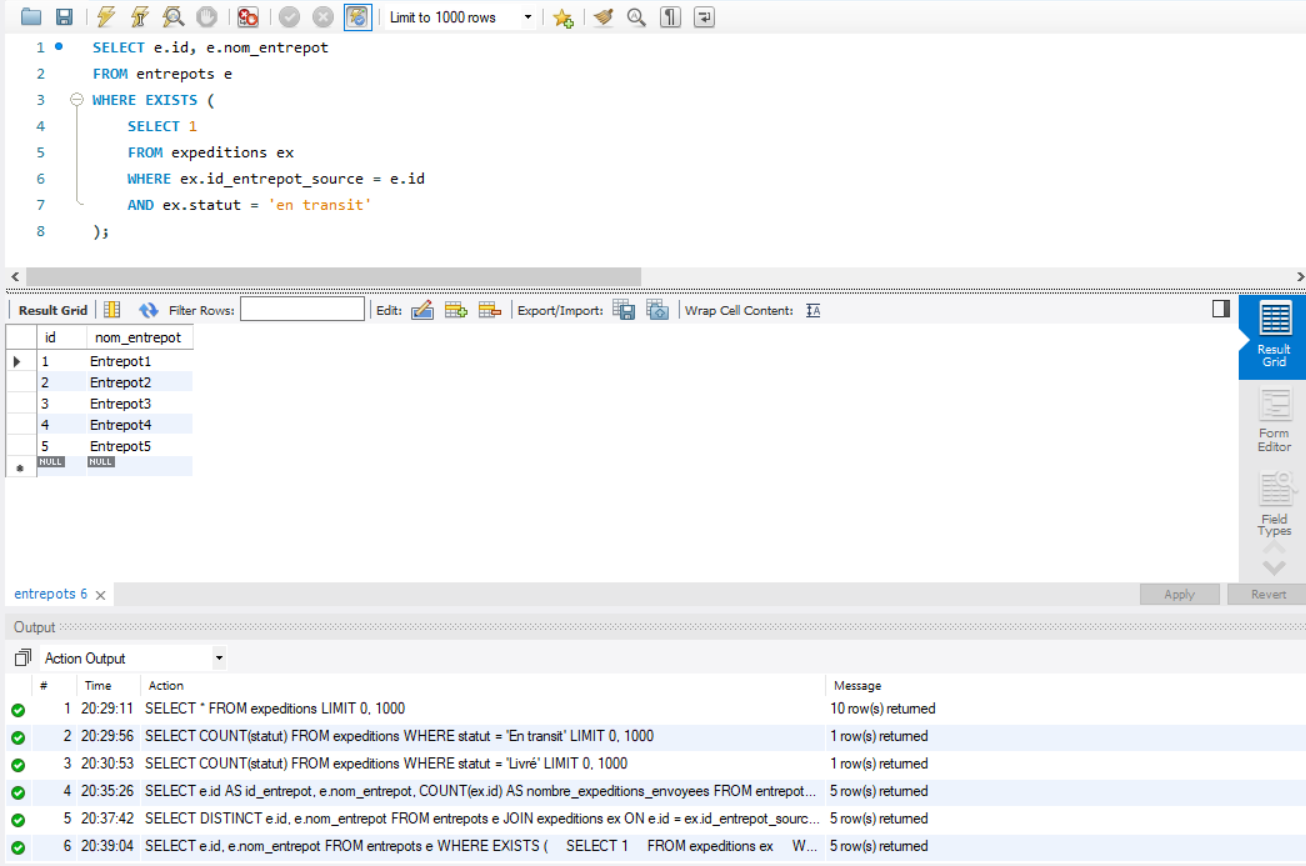 Limit to 1000 rows
1 SELECT e.id, e.nom_entrepot
2 FROM entrepots e
3 WHERE EXISTS (
4 SELECT 1
5 FROM expeditions ex
6 WHERE ex.id_entrepot_source = e.id
7 AND ex.statut = 'en transit'
8 );
Result Grid Filter Rows: Edit: Export/Import: Wrap Cell Content:
id nom_entrepot
1 Entrepot1
2 Entrepot2
3 Entrepot3
4 Entrepot4
5 Entrepot5
NULL NULL
Result
Grid
Form
Editor
Field
Types
entrepots 6 Apply Revert
Output
Action Output
# Time Action Message
1 20:29:11 SELECT * FROM expeditions LIMIT 0, 1000 10 row(s) returned
2 20:29:56 SELECT COUNT(statut) FROM expeditions WHERE statut = 'En transit' LIMIT 0, 1000 1 row(s) returned
3 20:30:53 SELECT COUNT(statut) FROM expeditions WHERE statut = 'Livré' LIMIT 0, 1000 1 row(s) returned
4 20:35:26 SELECT e.id AS id_entrepot, e.nom_entrepot, COUNT(ex.id) AS nombre_expeditions_envoyees FROM entrepot... 5 row(s) returned
5 20:37:42 SELECT DISTINCT e.id, e.nom_entrepot FROM entrepots e JOIN expeditions ex ON e.id = ex.id_entrepot_sourc... 5 row(s) returned
6 20:39:04 SELECT e.id, e.nom_entrepot FROM entrepots e WHERE EXISTS ( SELECT 1 FROM expeditions ex W... 5 row(s) returned